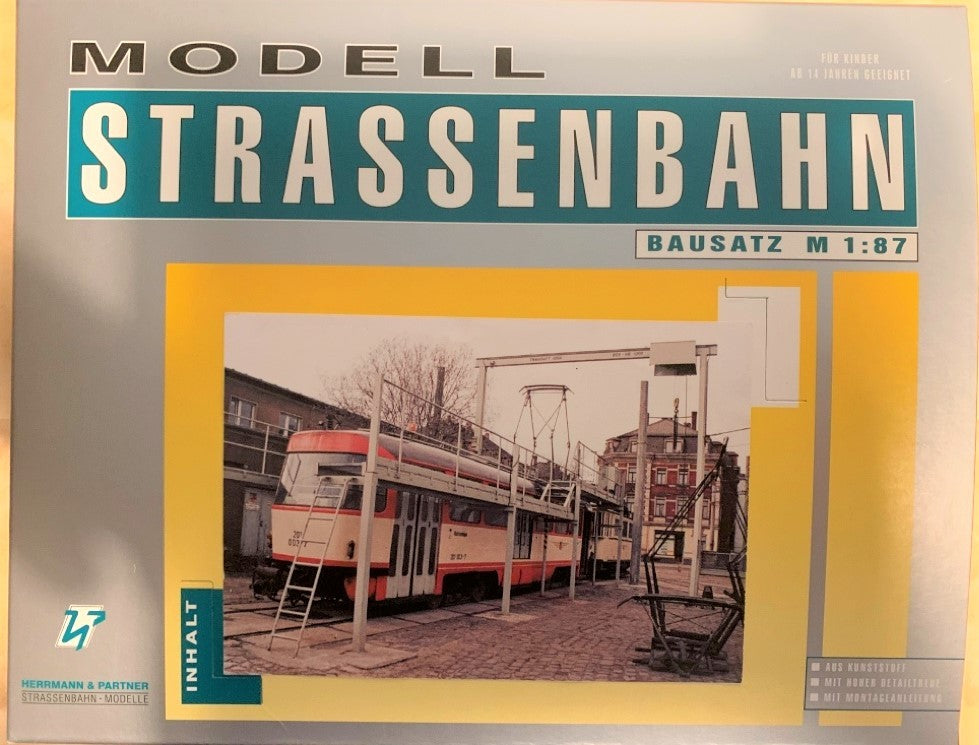 MODELL
FÜR KINDER
AB 14 JAHREN GEEIGNET
STRASSENBAHN
BAUSATZ M 1:87
INHALT
HERRMANN & PARTNER
STRASSENBAHN · MODELLE
AUS KUNSTSTOFF
MIT HOHER DETAILTREUE
MIT MONTAGEANLEITUNG